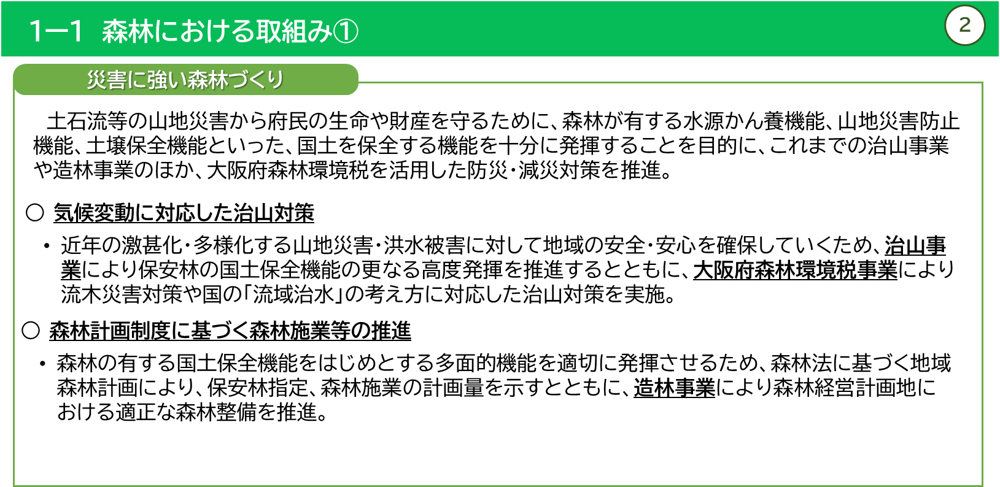 1ー1　森林における取組み①
2
災害に強い森林づくり
土石流等の山地災害から府民の生命や財産を守るために、森林が有する水源かん養機能、山地災害防止
機能、土壌保全機能といった、国土を保全する機能を十分に発揮することを目的に、これまでの治山事業
や造林事業のほか、大阪府森林環境税を活用した防災・減災対策を推進。
○ 気候変動に対応した治山対策
• 近年の激甚化・多様化する山地災害・洪水被害に対して地域の安全・安心を確保していくため、治山事
業により保安林の国土保全機能の更なる高度発揮を推進するとともに、大阪府森林環境税事業により
流木災害対策や国の「流域治水」の考え方に対応した治山対策を実施。
○ 森林計画制度に基づく森林施業等の推進
• 森林の有する国土保全機能をはじめとする多面的機能を適切に発揮させるため、森林法に基づく地域
森林計画により、保安林指定、森林施業の計画量を示すとともに、造林事業により森林経営計画地に
おける適正な森林整備を推進。